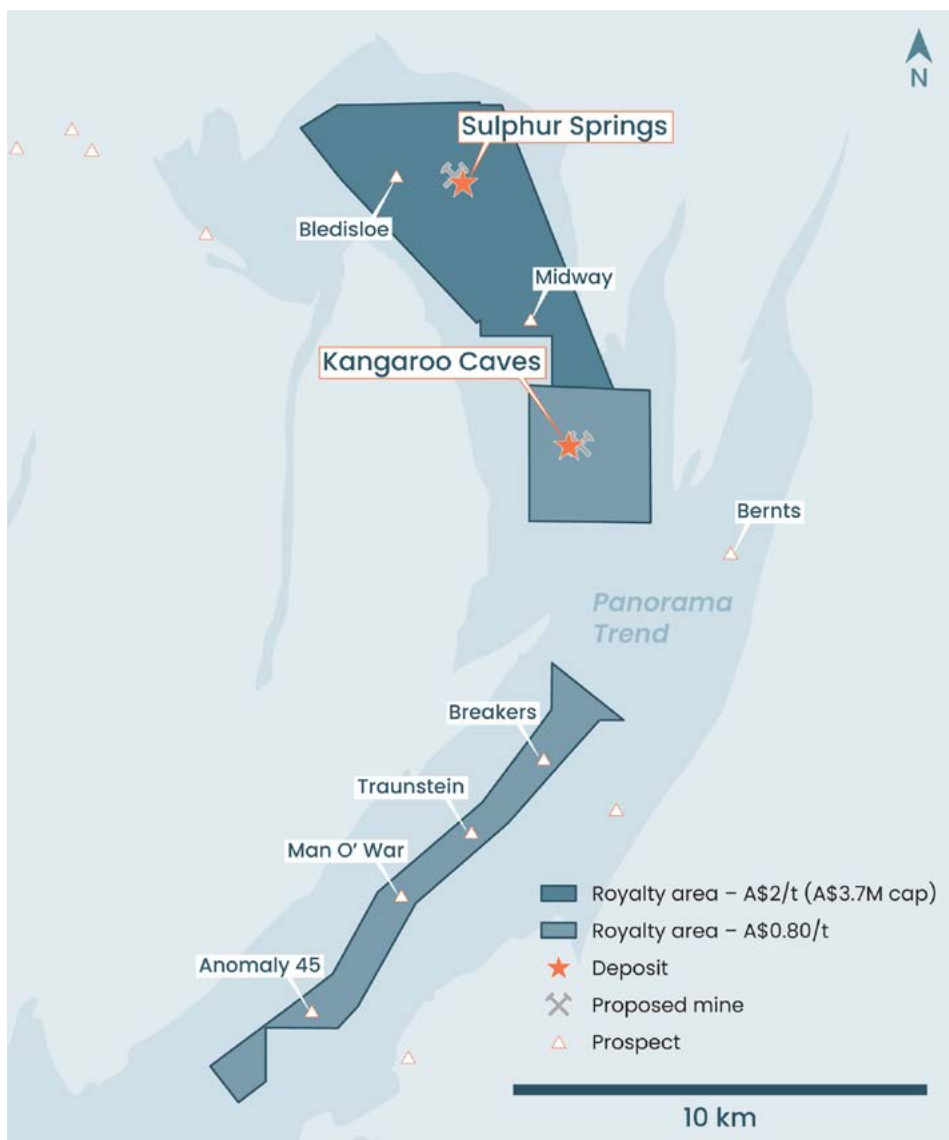 N
Sulphur Springs
Bledisloe
Midway
Kangaroo Caves
Bernts
Panorama
Trend
Breakers
Traunstein
Man O' War
Anomaly 45
Royalty area – A$2/t (A$3.7M cap)
Royalty area – A$0.80/t
Deposit
Proposed mine
Prospect
10 km